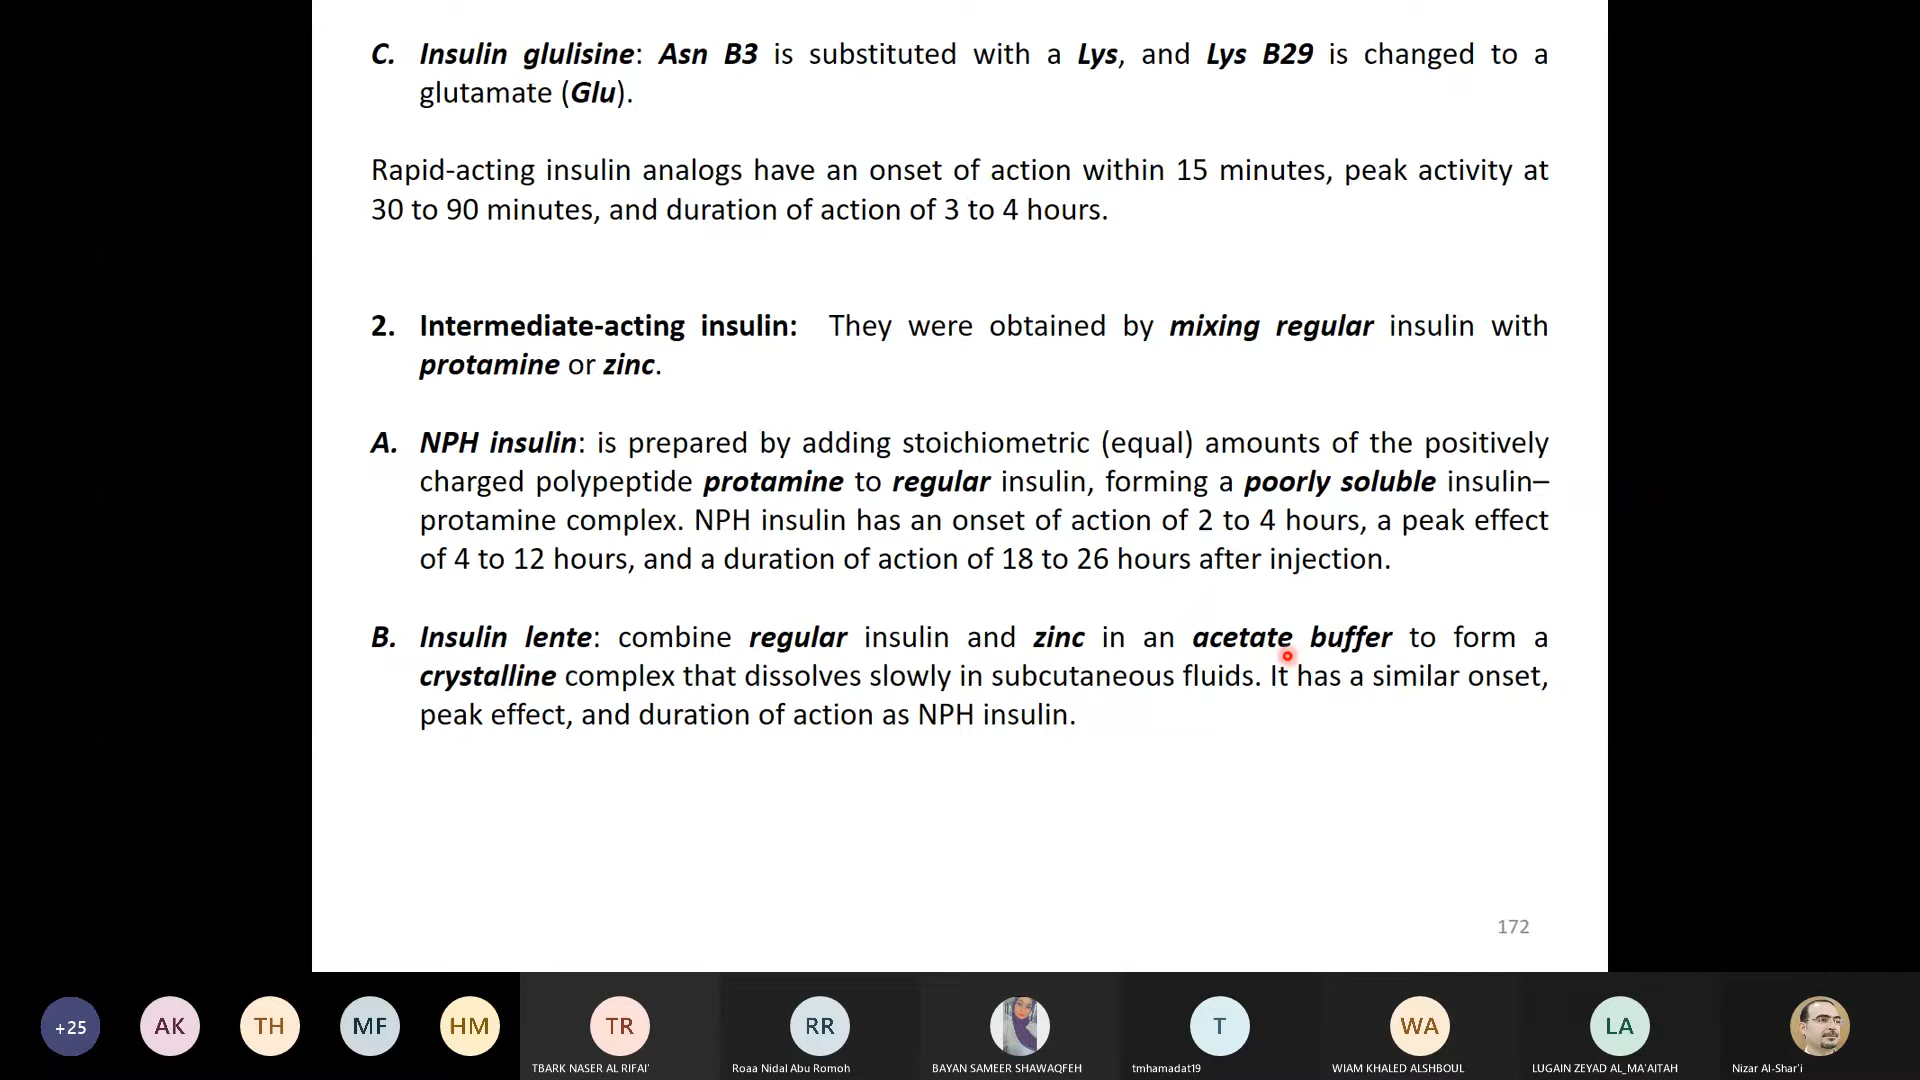 C. Insulin glulisine: Asn B3 is substituted with a Lys, and Lys B29 is changed to a
glutamate (Glu).
Rapid-acting insulin analogs have an onset of action within 15 minutes, peak activity at
30 to 90 minutes, and duration of action of 3 to 4 hours.
2. Intermediate-acting insulin: They were obtained by mixing regular insulin with
protamine or zinc.
A. NPH insulin: is prepared by adding stoichiometric (equal) amounts of the positively
charged polypeptide protamine to regular insulin, forming a poorly soluble insulin–
protamine complex. NPH insulin has an onset of action of 2 to 4 hours, a peak effect
of 4 to 12 hours, and a duration of action of 18 to 26 hours after injection.
B. Insulin lente: combine regular insulin and zinc in an acetate buffer to form a
crystalline complex that dissolves slowly in subcutaneous fluids. It has a similar onset,
peak effect, and duration of action as NPH insulin.
172
+25 AK TH MF HM TR RR T WA LA
TBARK NASER AL RIFAI' Roaa Nidal Abu Romoh BAYAN SAMEER SHAWAQFEH tmhamadat19 WIAM KHALED ALSHBOUL LUGAIN ZEYAD AL_MA'AITAH Nizar Al-Shar'i